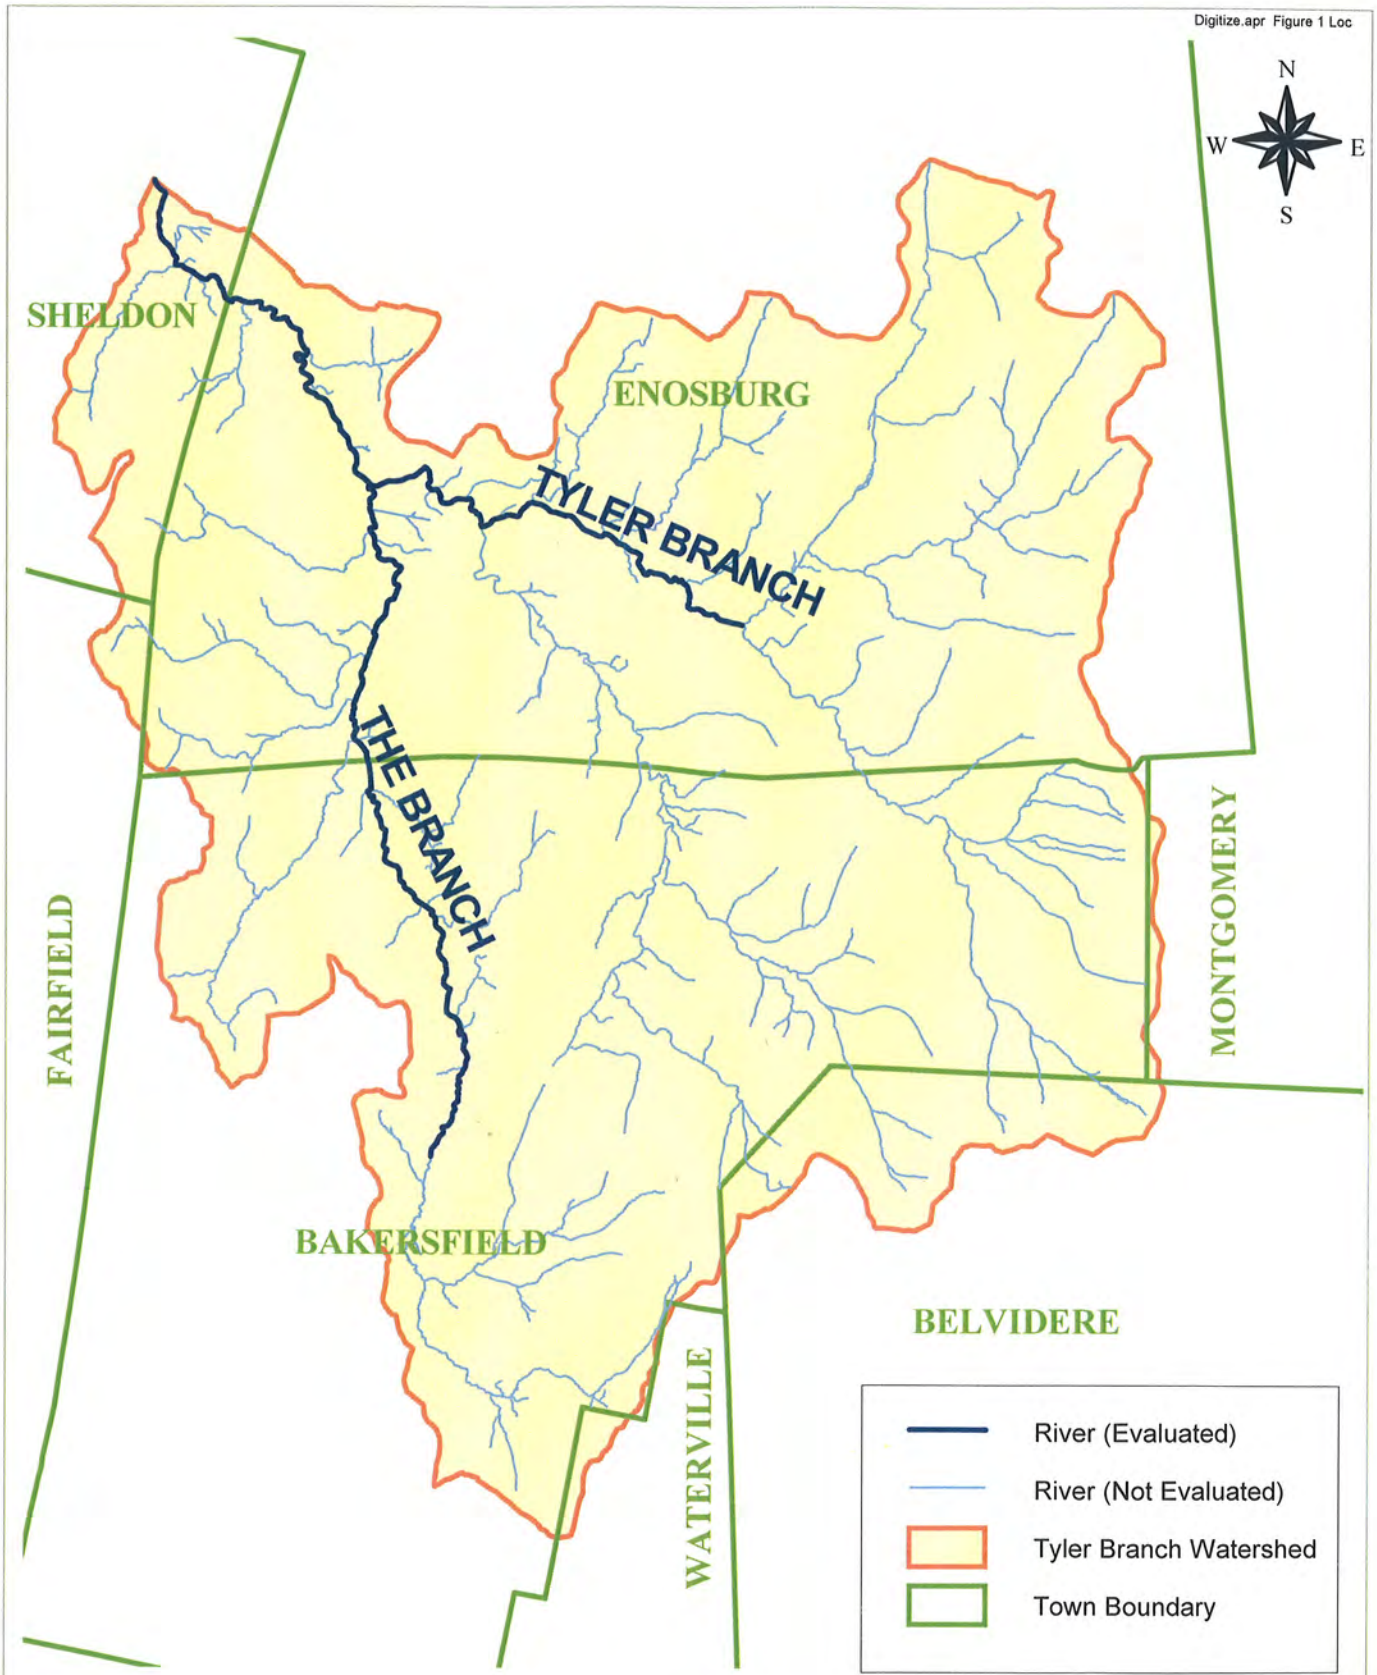 Digitize.apr Figure 1 Loc
N
W E
S
SHELDON
ENOSBURG
TYLER BRANCH
THE BRANCH
MONTGOMERY
FAIRFIELD
BAKERSFIELD
BELVIDERE
WATERVILLE
River (Evaluated)
River (Not Evaluated)
Tyler Branch Watershed
Town Boundary